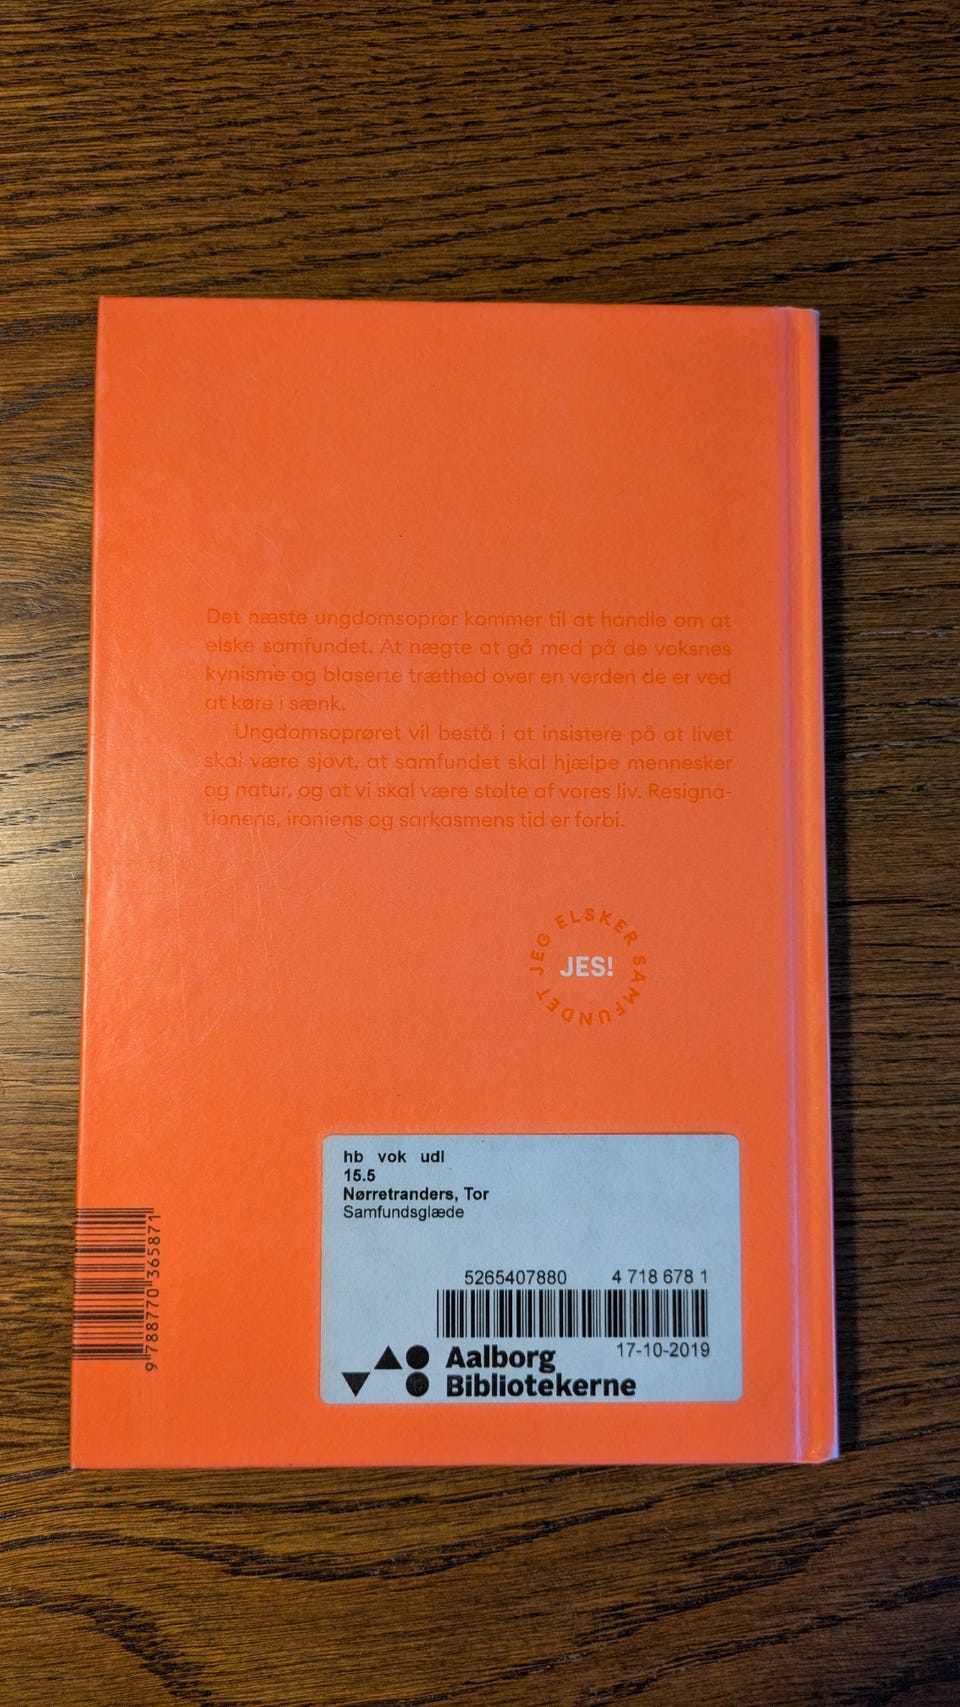 Det næste ungdomsoprør kommer til at handle om at
elske samfundet. At nægte at gå med på de voksnes
kynisme og blaserte træthed over en verden de er ved
at køre i sænk.
Ungdomsoprøret vil bestå i at insistere på at livet
skal være sjovt, at samfundet skal hjælpe mennesker
og natur, og at vi skal være stolte af vores liv. Resigna-
tionens, ironiens og sarkasmens tid er forbi.
JEG ELSKER SAMFUNDET
JES!
hb vok udl
15.5
Nørretranders, Tor
Samfundsglæde
5265407880 4 718 678 1
17-10-2019
Aalborg
Bibliotekerne
9 788770 365871